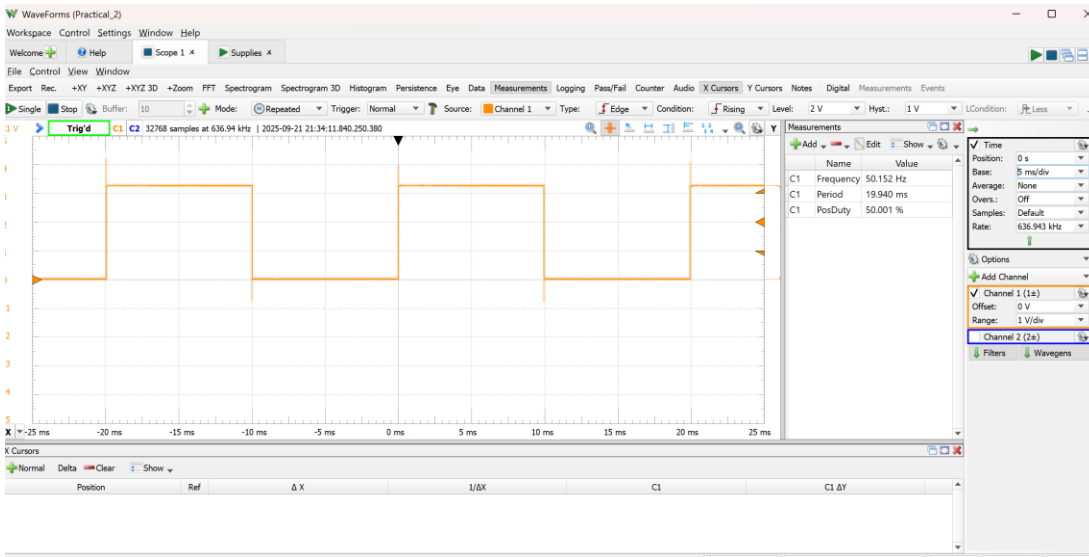 WaveForms (Practical_2)
Workspace Control Settings Window Help
Welcome Help Scope 1 Supplies
File Control View Window
Export Rec. +XY +XYZ +XYZ 3D +Zoom FFT Spectrogram Spectrogram 3D Histogram Persistence Eye Data Measurements Logging Pass/Fail Counter Audio X Cursors Y Cursors Notes Digital Measurements Events
Single Stop Buffer: 10 Mode: Repeated Trigger: Normal Source: Channel 1 Type: Edge Condition: Rising Level: 2 V Hyst.: 1 V LCondition: Less
1 V Trig'd C1 C2 32768 samples at 636.94 kHz | 2025-09-21 21:34:11.840.250.380 Y
Measurements
Add Edit Show
Name Value
C1 Frequency 50.152 Hz
C1 Period 19.940 ms
C1 PosDuty 50.001 %
Time
Position: 0 s
Base: 5 ms/div
Average: None
Overs.: Off
Samples: Default
Rate: 636.943 kHz
Options
Add Channel
Channel 1 (1±)
Offset: 0 V
Range: 1 V/div
Channel 2 (2±)
Filters Wavegens
1
2
3
4
5
X -25 ms -20 ms -15 ms -10 ms -5 ms 0 ms 5 ms 10 ms 15 ms 20 ms 25 ms
X Cursors
Normal Delta Clear Show
Position Ref Δ X 1/ΔX C1 C1 ΔY